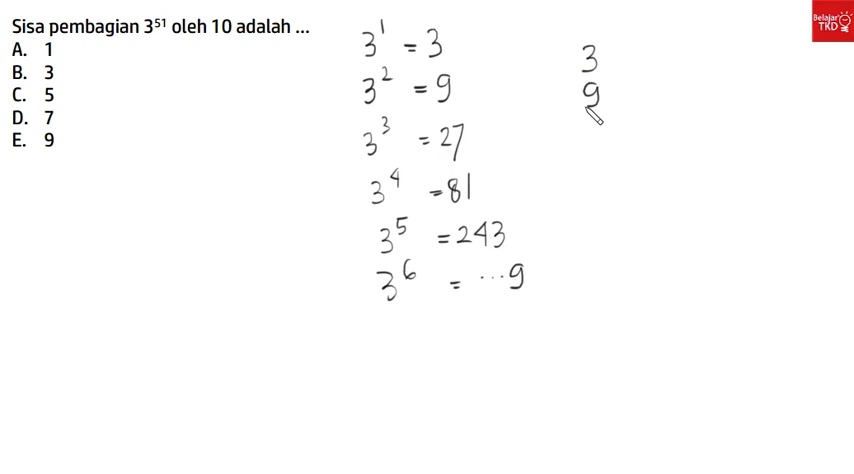 Sisa pembagian 3⁵¹ oleh 10 adalah ...
A. 1
B. 3
C. 5
D. 7
E. 9
3¹ = 3
3² = 9
3³ = 27
3⁴ = 81
3⁵ = 243
3⁶ = ...9
3
9
Belajar
TKD